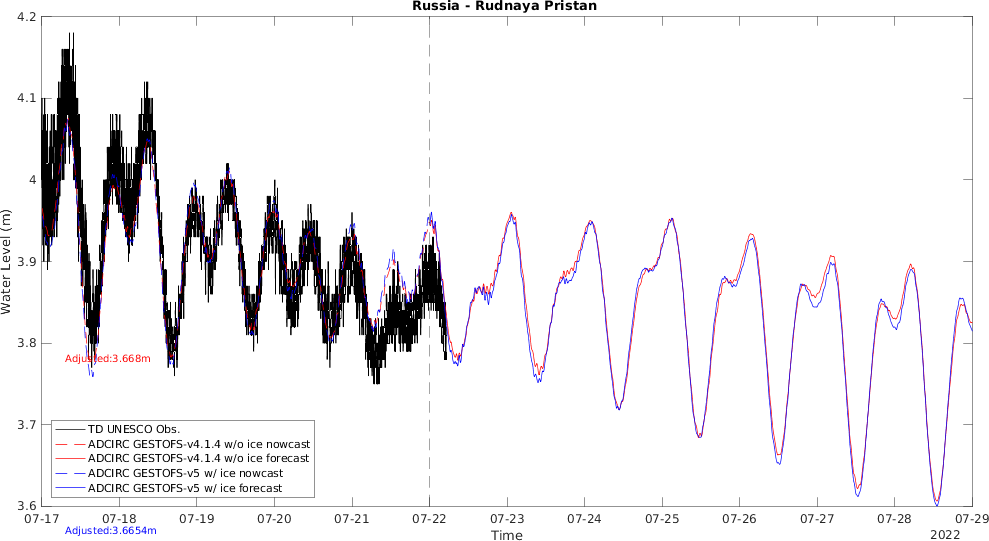 Russia - Rudnaya Pristan
4.2
4.1
4
3.9
3.8
3.7
3.6
Water Level (m)
Adjusted:3.668m
TD UNESCO Obs.
ADCIRC GESTOFS-v4.1.4 w/o ice nowcast
ADCIRC GESTOFS-v4.1.4 w/o ice forecast
ADCIRC GESTOFS-v5 w/ ice nowcast
ADCIRC GESTOFS-v5 w/ ice forecast
07-17 07-18 07-19 07-20 07-21 07-22 07-23 07-24 07-25 07-26 07-27 07-28 07-29
Adjusted:3.6654m
Time
2022